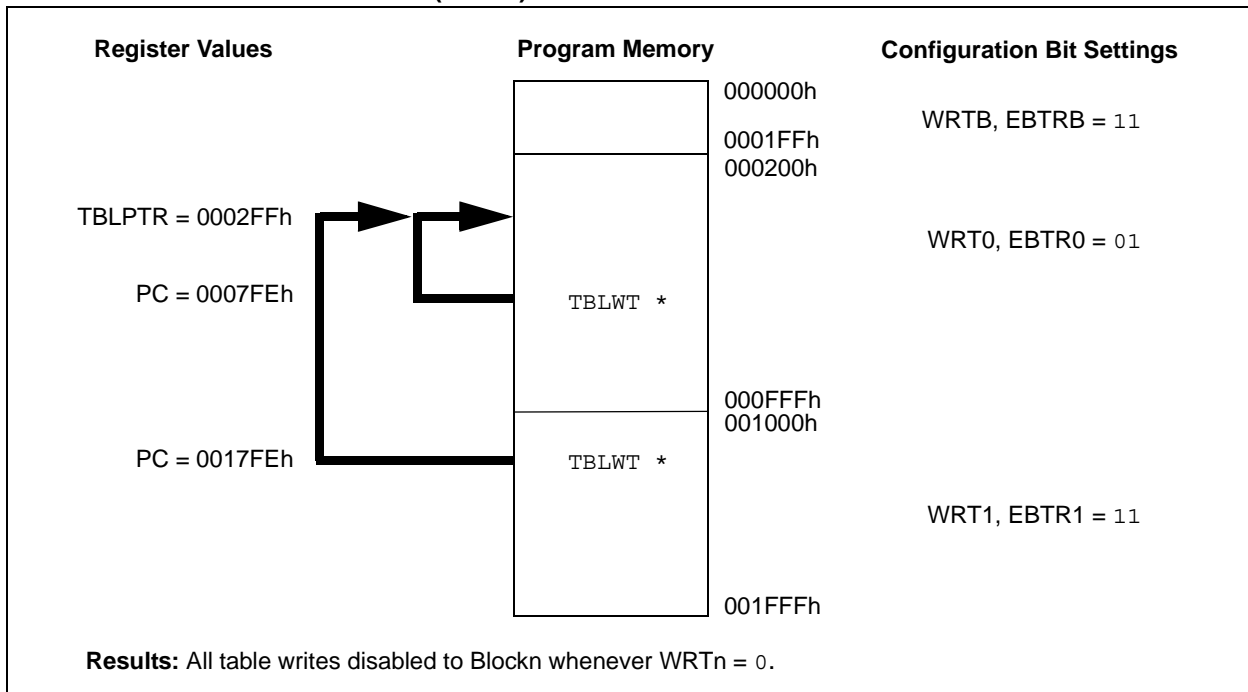 Register Values Program Memory Configuration Bit Settings
000000h
WRTB, EBTRB = 11
0001FFh
000200h
TBLPTR = 0002FFh
WRT0, EBTR0 = 01
PC = 0007FEh
TBLWT *
000FFFh
001000h
PC = 0017FEh
TBLWT *
WRT1, EBTR1 = 11
001FFFh
Results: All table writes disabled to Blockn whenever WRTn = 0.